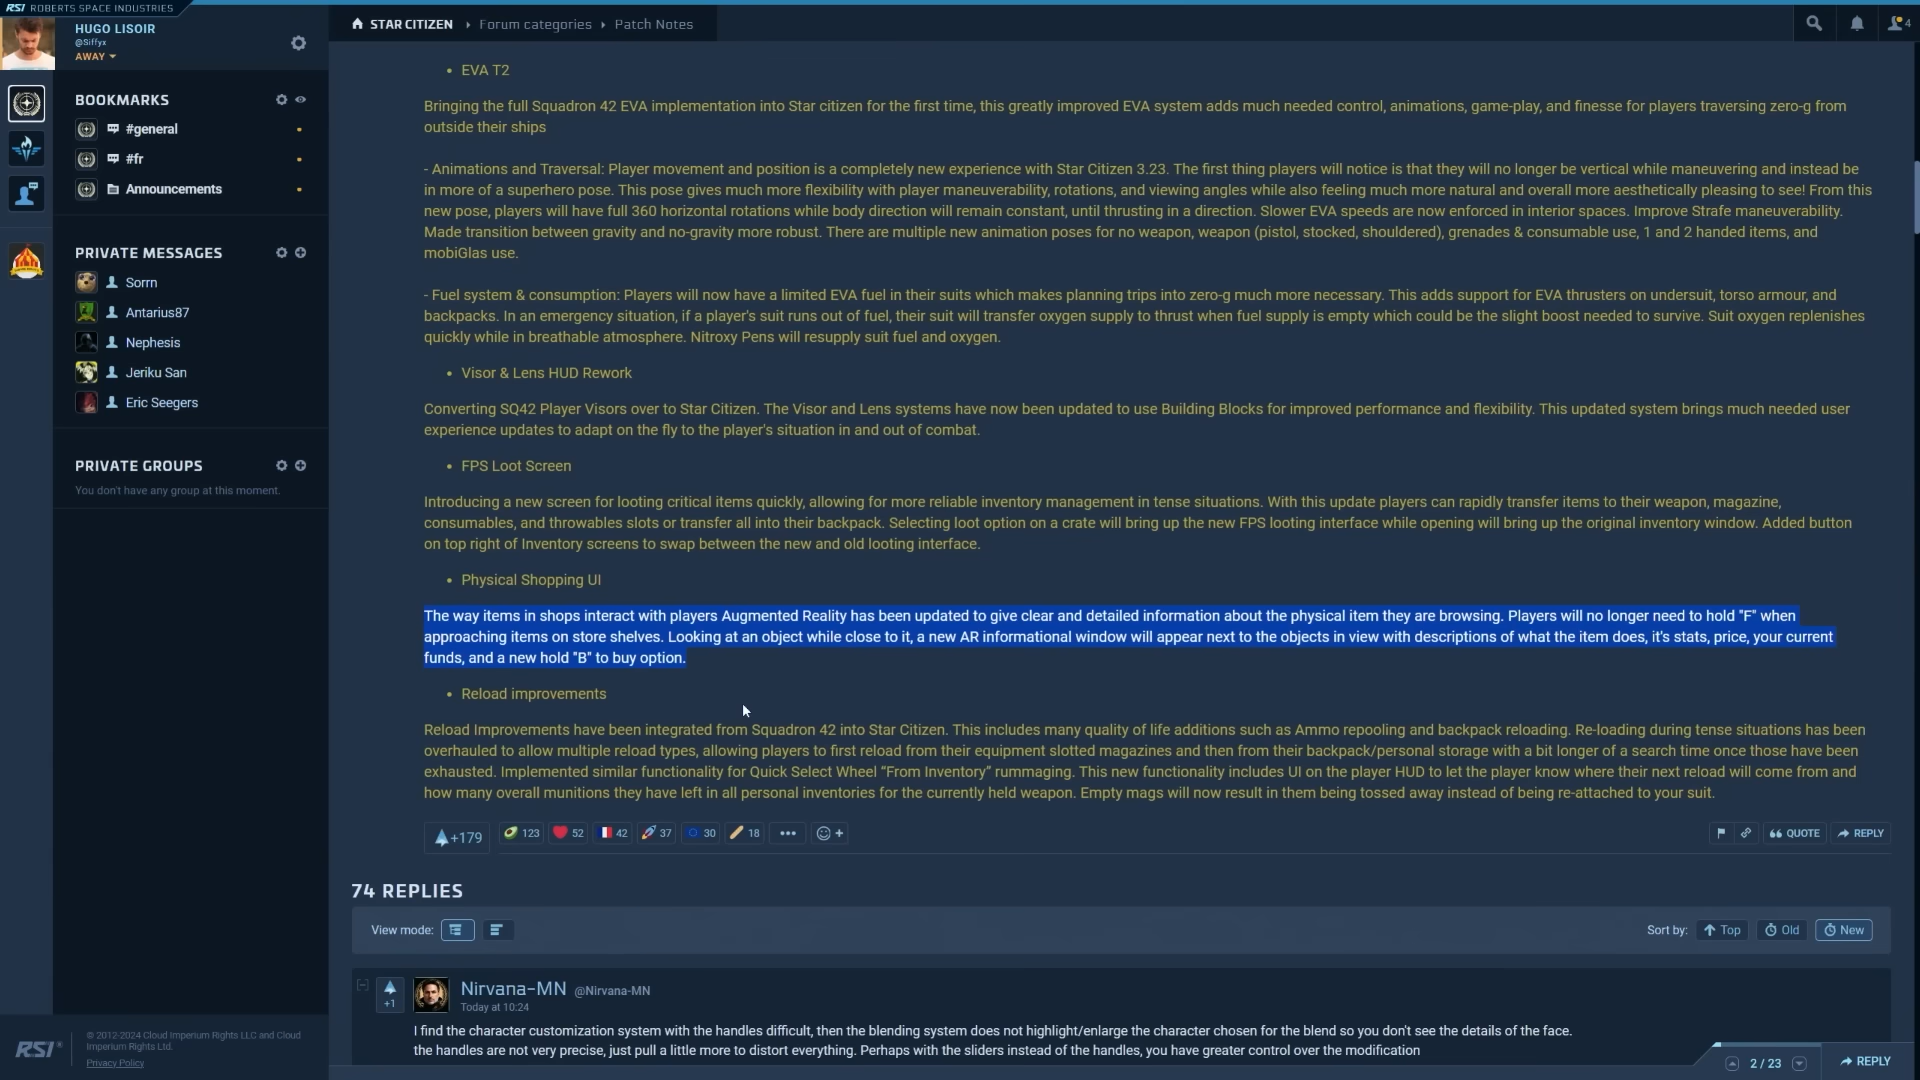 RSI ROBERTS SPACE INDUSTRIES
HUGO LISOIR
@Siffyx
AWAY
STAR CITIZEN › Forum categories › Patch Notes
4
BOOKMARKS
#general
#fr
Announcements
PRIVATE MESSAGES
Sorrn
Antarius87
Nephesis
Jeriku San
Eric Seegers
PRIVATE GROUPS
You don't have any group at this moment.
• EVA T2
Bringing the full Squadron 42 EVA implementation into Star citizen for the first time, this greatly improved EVA system adds much needed control, animations, game-play, and finesse for players traversing zero-g from
outside their ships
- Animations and Traversal: Player movement and position is a completely new experience with Star Citizen 3.23. The first thing players will notice is that they will no longer be vertical while maneuvering and instead be
in more of a superhero pose. This pose gives much more flexibility with player maneuverability, rotations, and viewing angles while also feeling much more natural and overall more aesthetically pleasing to see! From this
new pose, players will have full 360 horizontal rotations while body direction will remain constant, until thrusting in a direction. Slower EVA speeds are now enforced in interior spaces. Improve Strafe maneuverability.
Made transition between gravity and no-gravity more robust. There are multiple new animation poses for no weapon, weapon (pistol, stocked, shouldered), grenades & consumable use, 1 and 2 handed items, and
mobiGlas use.
- Fuel system & consumption: Players will now have a limited EVA fuel in their suits which makes planning trips into zero-g much more necessary. This adds support for EVA thrusters on undersuit, torso armour, and
backpacks. In an emergency situation, if a player's suit runs out of fuel, their suit will transfer oxygen supply to thrust when fuel supply is empty which could be the slight boost needed to survive. Suit oxygen replenishes
quickly while in breathable atmosphere. Nitroxy Pens will resupply suit fuel and oxygen.
• Visor & Lens HUD Rework
Converting SQ42 Player Visors over to Star Citizen. The Visor and Lens systems have now been updated to use Building Blocks for improved performance and flexibility. This updated system brings much needed user
experience updates to adapt on the fly to the player's situation in and out of combat.
• FPS Loot Screen
Introducing a new screen for looting critical items quickly, allowing for more reliable inventory management in tense situations. With this update players can rapidly transfer items to their weapon, magazine,
consumables, and throwables slots or transfer all into their backpack. Selecting loot option on a crate will bring up the new FPS looting interface while opening will bring up the original inventory window. Added button
on top right of Inventory screens to swap between the new and old looting interface.
• Physical Shopping UI
The way items in shops interact with players Augmented Reality has been updated to give clear and detailed information about the physical item they are browsing. Players will no longer need to hold "F" when
approaching items on store shelves. Looking at an object while close to it, a new AR informational window will appear next to the objects in view with descriptions of what the item does, it's stats, price, your current
funds, and a new hold "B" to buy option.
• Reload improvements
Reload Improvements have been integrated from Squadron 42 into Star Citizen. This includes many quality of life additions such as Ammo repooling and backpack reloading. Re-loading during tense situations has been
overhauled to allow multiple reload types, allowing players to first reload from their equipment slotted magazines and then from their backpack/personal storage with a bit longer of a search time once those have been
exhausted. Implemented similar functionality for Quick Select Wheel “From Inventory” rummaging. This new functionality includes UI on the player HUD to let the player know where their next reload will come from and
how many overall munitions they have left in all personal inventories for the currently held weapon. Empty mags will now result in them being tossed away instead of being re-attached to your suit.
+179 123 52 42 37 30 18 ••• + QUOTE REPLY
74 REPLIES
View mode: Sort by: Top Old New
Nirvana-MN @Nirvana-MN
+1 Today at 10:24
I find the character customization system with the handles difficult, then the blending system does not highlight/enlarge the character chosen for the blend so you don't see the details of the face.
the handles are not very precise, just pull a little more to distort everything. Perhaps with the sliders instead of the handles, you have greater control over the modification
2 / 23 REPLY
RSI ® © 2012-2024 Cloud Imperium Rights LLC and Cloud
Imperium Rights Ltd.
Privacy Policy